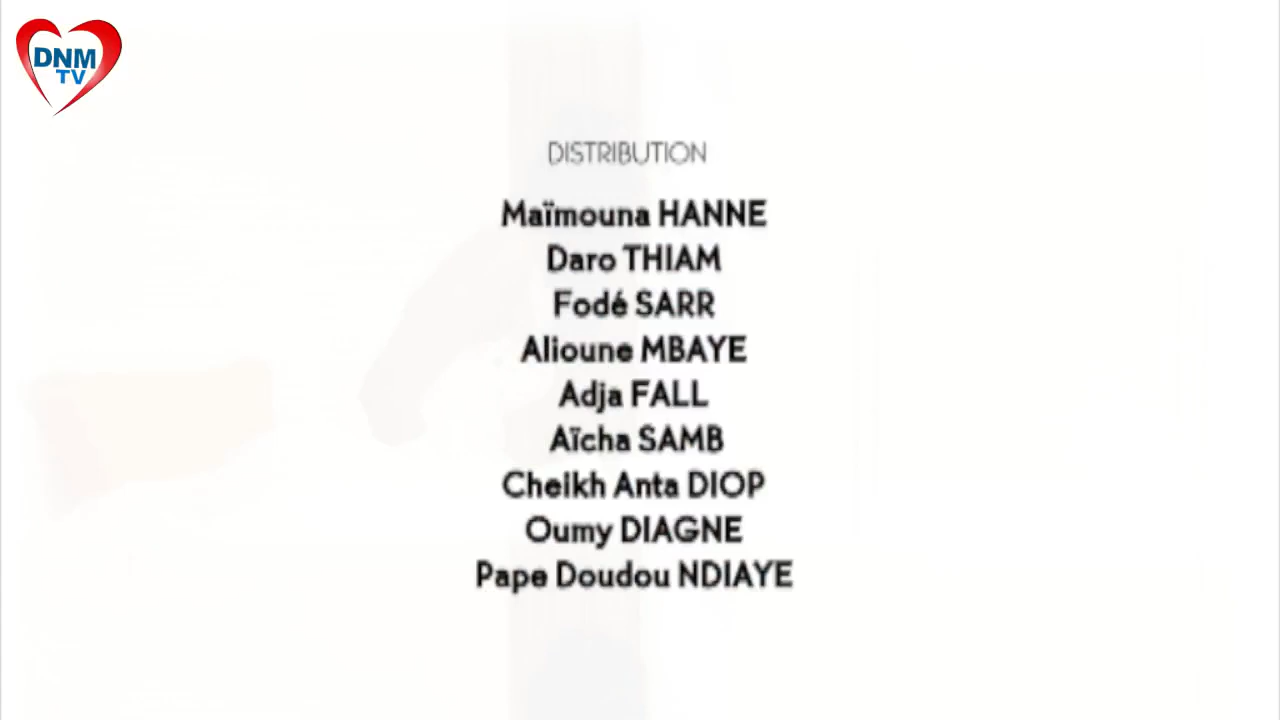 DNM
TV
DISTRIBUTION
Maïmouna HANNE
Daro THIAM
Fodé SARR
Alioune MBAYE
Adja FALL
Aïcha SAMB
Cheikh Anta DIOP
Oumy DIAGNE
Pape Doudou NDIAYE